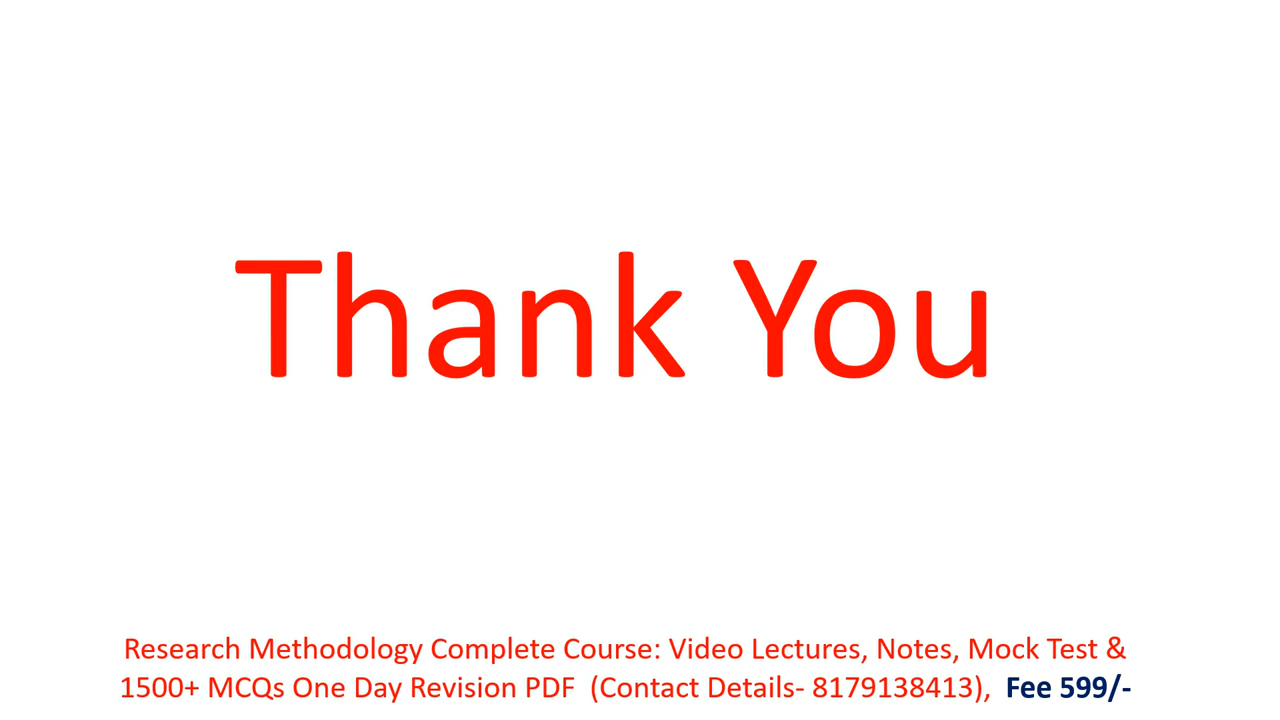 Thank You
Research Methodology Complete Course: Video Lectures, Notes, Mock Test &
1500+ MCQs One Day Revision PDF (Contact Details- 8179138413), Fee 599/-